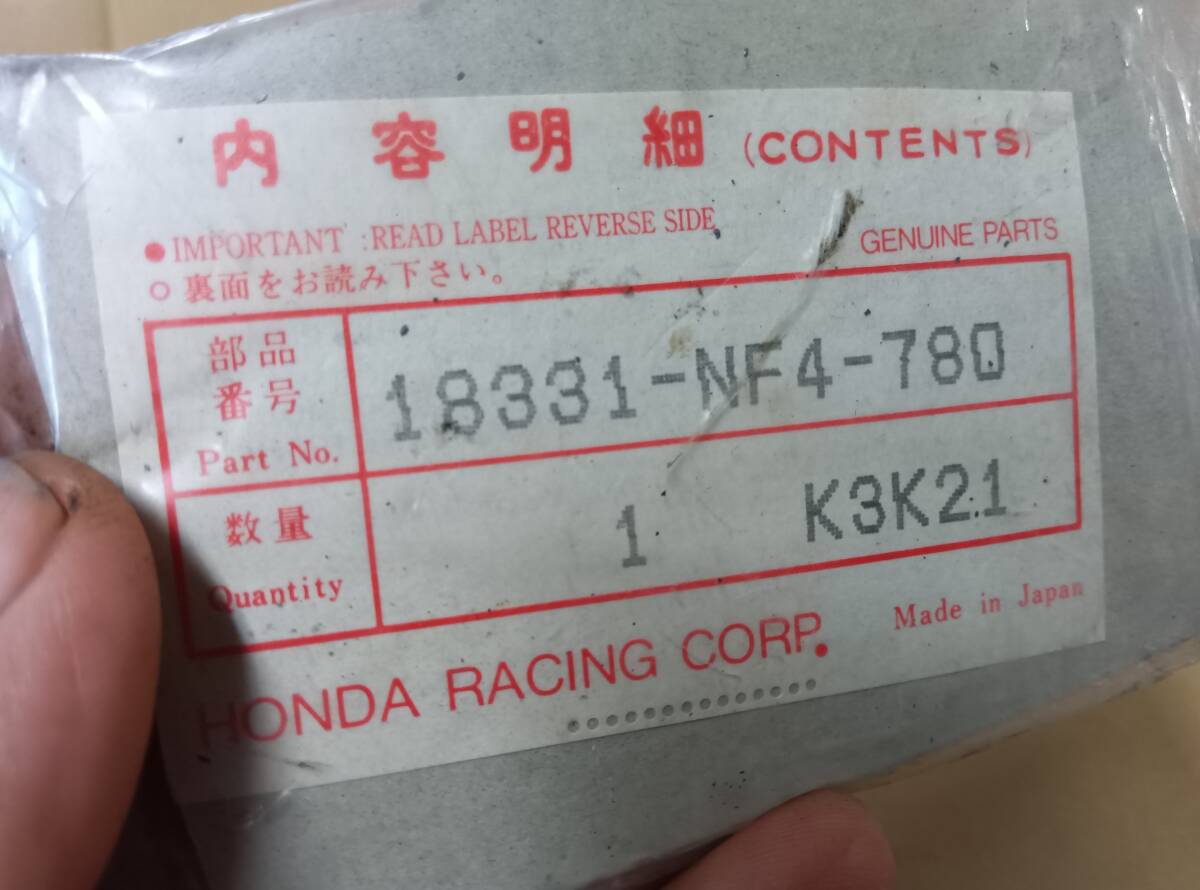 内容明細 (CONTENTS)
● IMPORTANT :READ LABEL REVERSE SIDE
○ 裏面をお読み下さい。
GENUINE PARTS
部品
番号
Part No.
18331-NF4-780
数量
Quantity
1 K3K21
HONDA RACING CORP.
Made in Japan